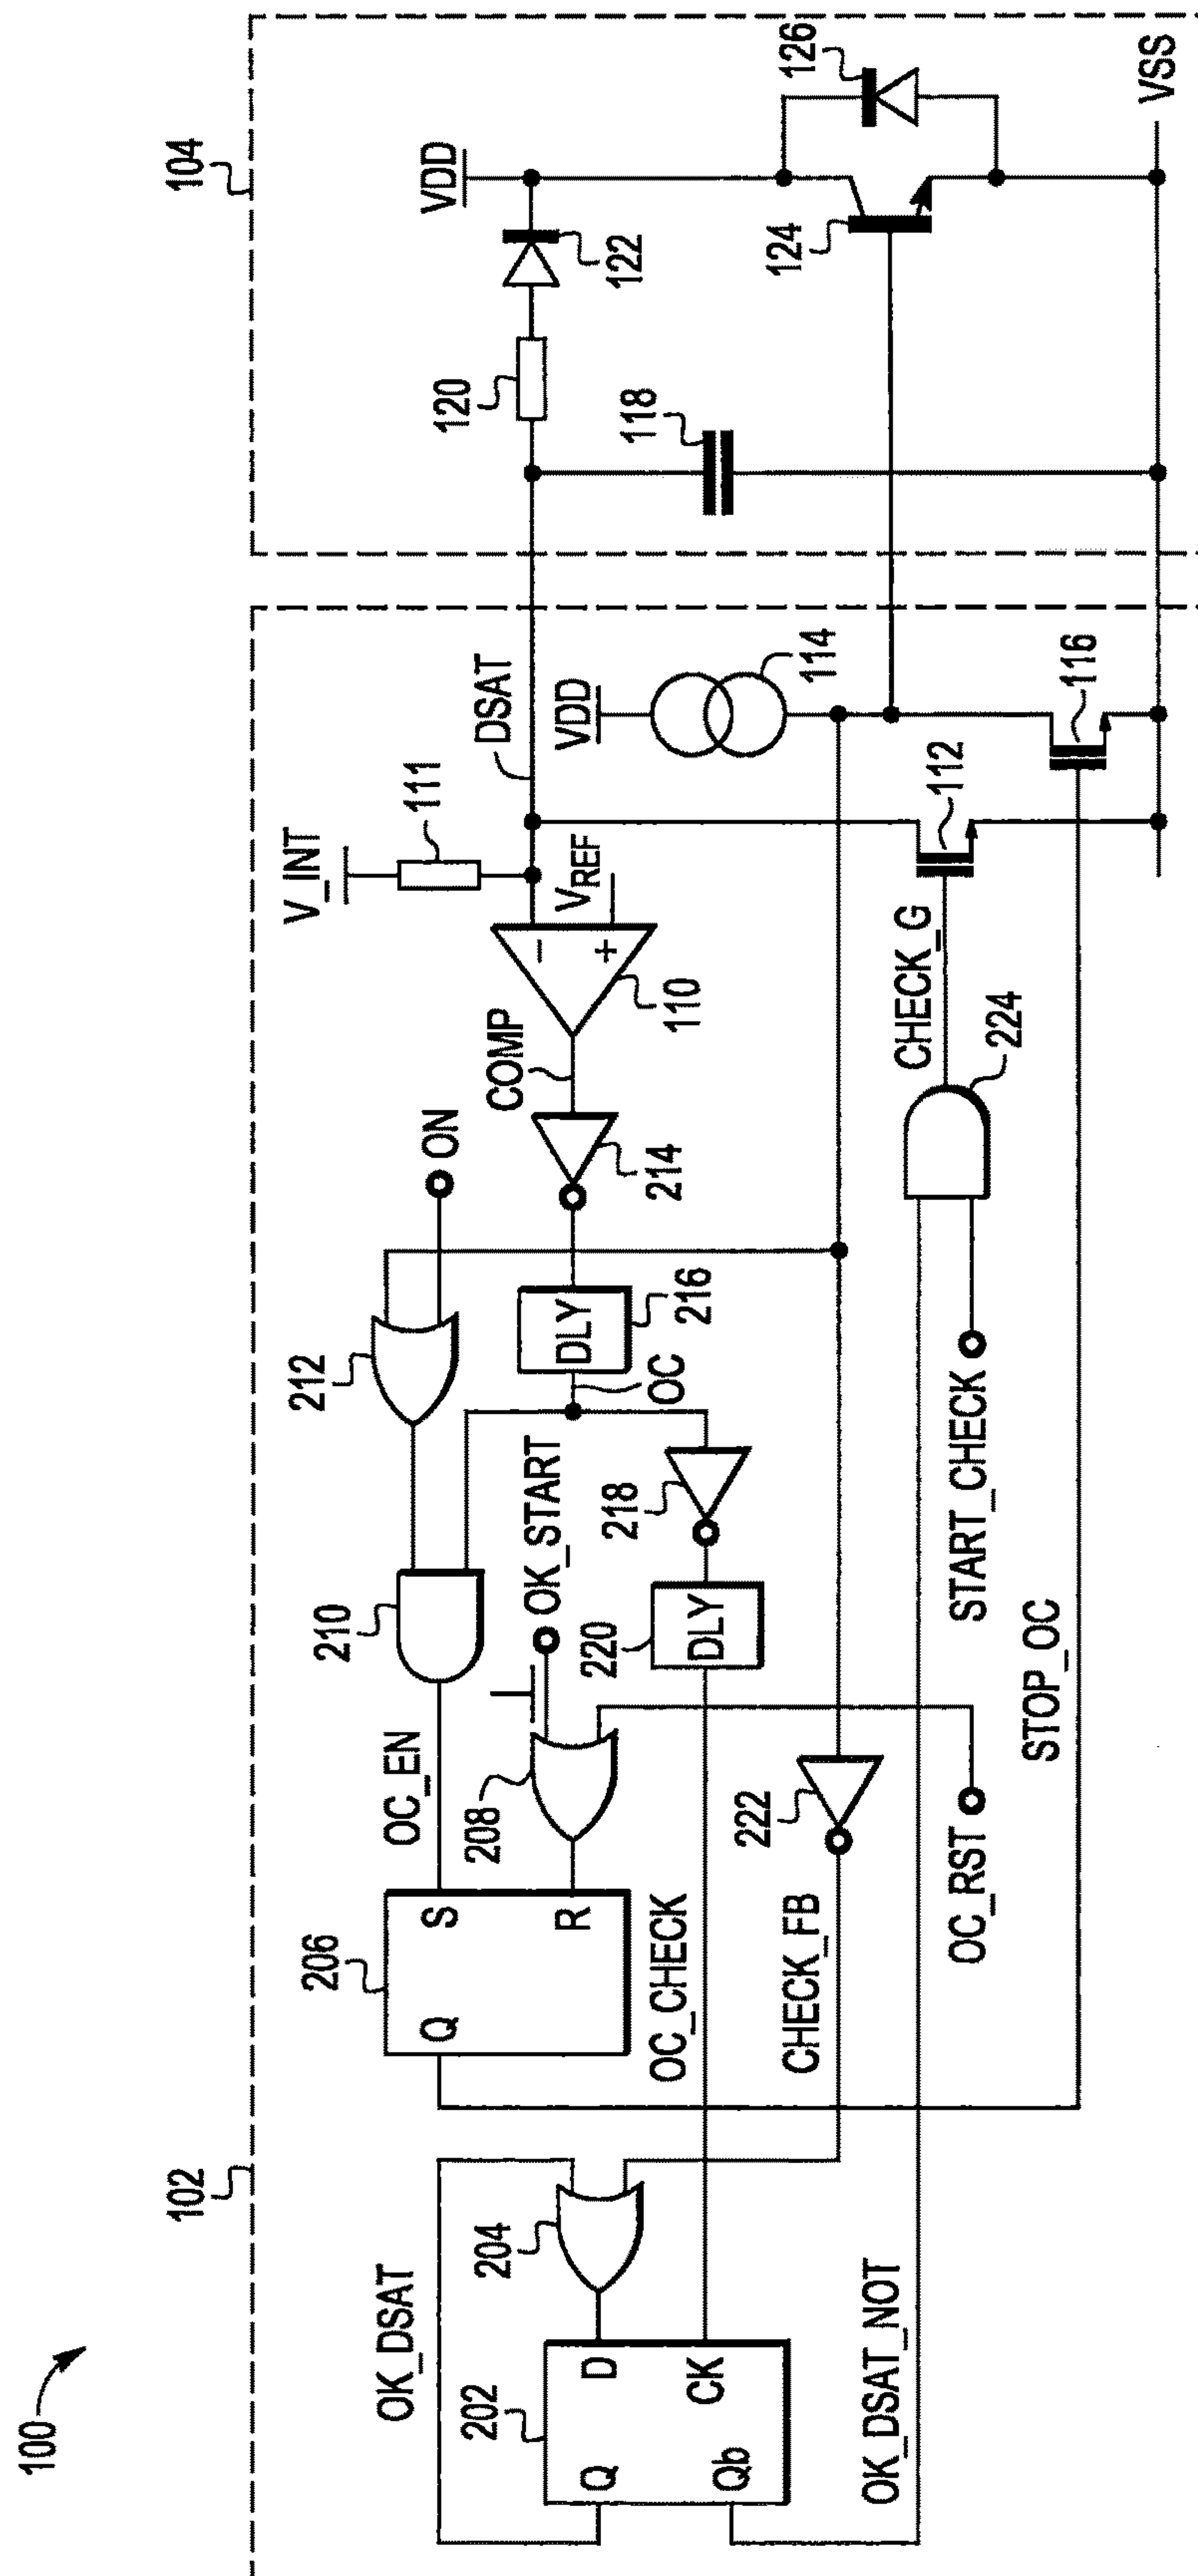 100
102
104
OK_DSAT
202
Q
D
Qb
CK
OK_DSAT_NOT
204
206
Q
S
R
OC_EN
208
210
212
OK_START
ON
OC_CHECK
CHECK_FB
222
220
DLY
218
OC
DLY
216
214
COMP
110
-
+
VREF
V_INT
111
DSAT
OC_RST
STOP_OC
START_CHECK
224
CHECK_G
112
116
VDD
114
118
120
122
VDD
124
126
VSS